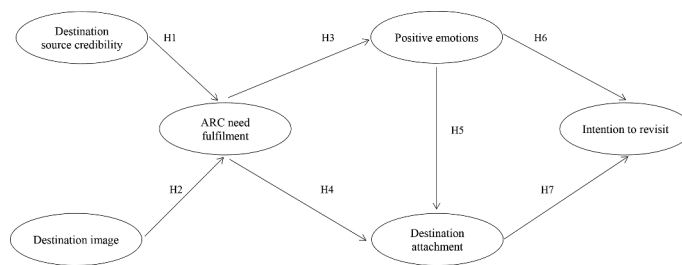 Destination
source credibility
H1
H3
Positive emotions
H6
ARC need
fulfilment
H5
Intention to revisit
H2
H4
H7
Destination image
Destination
attachment